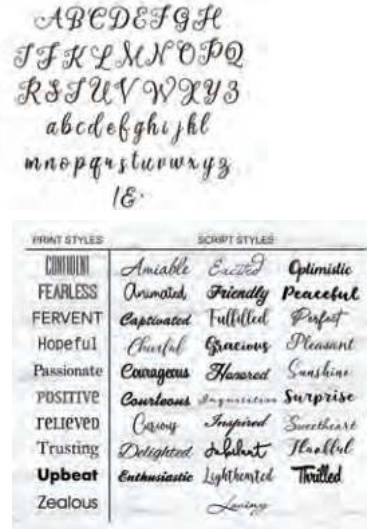 ABCDEFGH
IJKLMNOPQ
RSTUVWXYZ
abcdefghijkl
mnopqrstuvwxyz
!&.
PRINT STYLES SCRIPT STYLES
CONFIDENT Amiable Excited Optimistic
FEARLESS Animated Friendly Peaceful
FERVENT Captivated Fulfilled Perfect
Hopeful Cheerful Gracious Pleasant
Passionate Courageous Honored Sunshine
POSITIVE Courteous Inquisitive Surprise
RELIEVED Curious Inspired Sweetheart
Trusting Delighted Jubilant Thankful
Upbeat Enthusiastic Lighthearted Thrilled
Zealous Loving